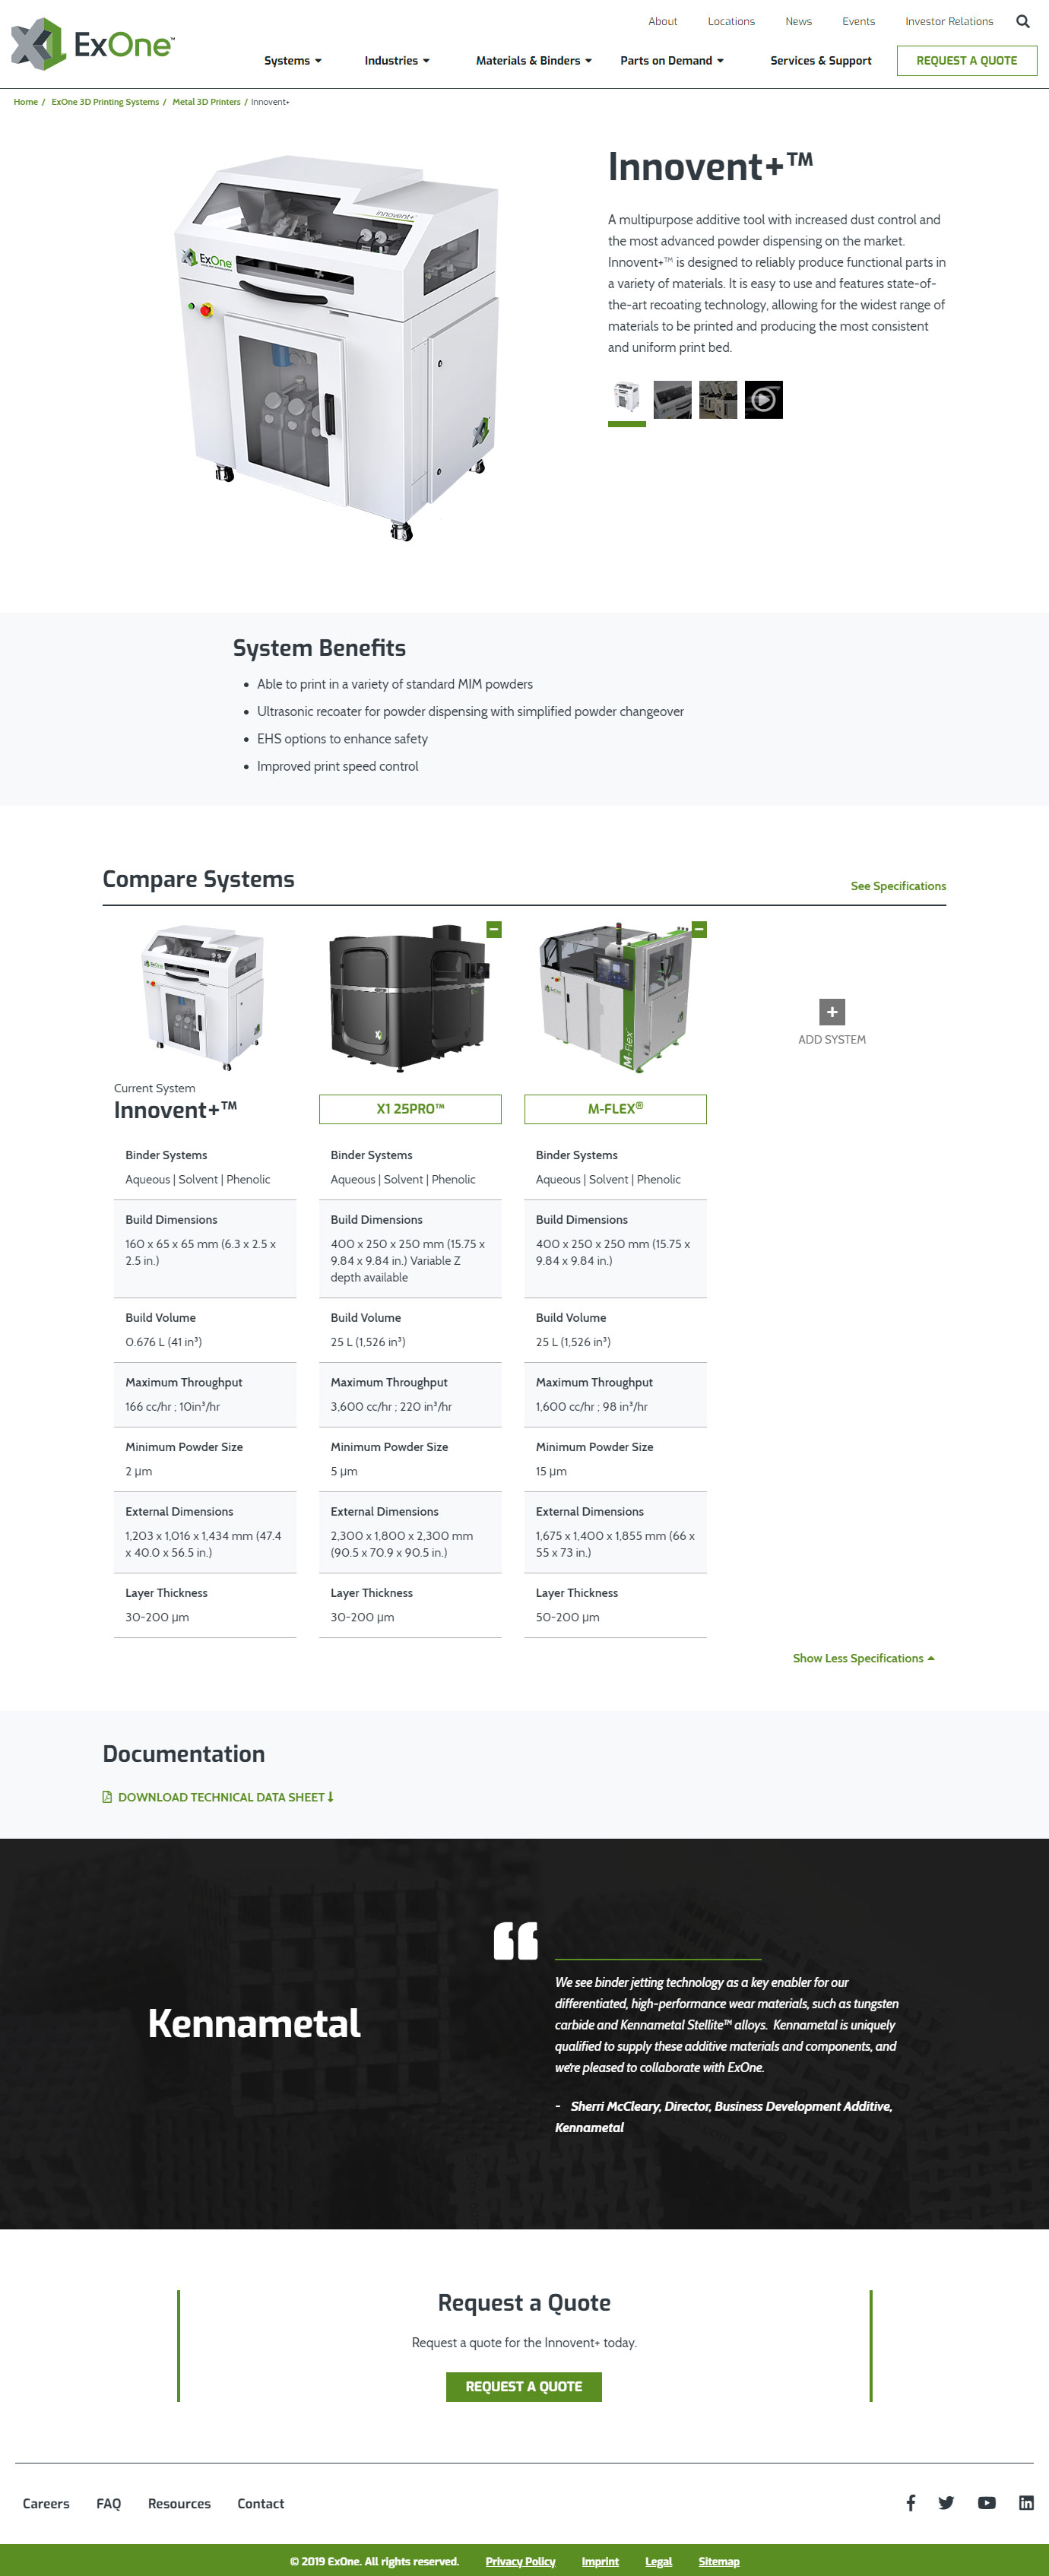 About Locations News Events Investor Relations
ExOne™
Systems Industries Materials & Binders Parts on Demand Services & Support REQUEST A QUOTE
Home / ExOne 3D Printing Systems / Metal 3D Printers / Innovent+
Innovent+™
A multipurpose additive tool with increased dust control and
the most advanced powder dispensing on the market.
Innovent+™ is designed to reliably produce functional parts in
a variety of materials. It is easy to use and features state-of-
the-art recoating technology, allowing for the widest range of
materials to be printed and producing the most consistent
and uniform print bed.
innovent+
ExOne
System Benefits
• Able to print in a variety of standard MIM powders
• Ultrasonic recoater for powder dispensing with simplified powder changeover
• EHS options to enhance safety
• Improved print speed control
Compare Systems
See Specifications
ExOne
M-Flex
ADD SYSTEM
Current System
Innovent+™
X1 25PRO™
M-FLEX®
Binder Systems Binder Systems Binder Systems
Aqueous | Solvent | Phenolic Aqueous | Solvent | Phenolic Aqueous | Solvent | Phenolic
Build Dimensions Build Dimensions Build Dimensions
160 x 65 x 65 mm (6.3 x 2.5 x 400 x 250 x 250 mm (15.75 x 400 x 250 x 250 mm (15.75 x
2.5 in.) 9.84 x 9.84 in.) Variable Z 9.84 x 9.84 in.)
depth available
Build Volume Build Volume Build Volume
0.676 L (41 in³) 25 L (1,526 in³) 25 L (1,526 in³)
Maximum Throughput Maximum Throughput Maximum Throughput
166 cc/hr ; 10in³/hr 3,600 cc/hr ; 220 in³/hr 1,600 cc/hr ; 98 in³/hr
Minimum Powder Size Minimum Powder Size Minimum Powder Size
2 μm 5 μm 15 μm
External Dimensions External Dimensions External Dimensions
1,203 x 1,016 x 1,434 mm (47.4 2,300 x 1,800 x 2,300 mm 1,675 x 1,400 x 1,855 mm (66 x
x 40.0 x 56.5 in.) (90.5 x 70.9 x 90.5 in.) 55 x 73 in.)
Layer Thickness Layer Thickness Layer Thickness
30-200 μm 30-200 μm 50-200 μm
Show Less Specifications
Documentation
DOWNLOAD TECHNICAL DATA SHEET
“
Kennametal
We see binder jetting technology as a key enabler for our
differentiated, high-performance wear materials, such as tungsten
carbide and Kennametal Stellite™ alloys. Kennametal is uniquely
qualified to supply these additive materials and components, and
we're pleased to collaborate with ExOne.
- Sherri McCleary, Director, Business Development Additive,
Kennametal
Request a Quote
Request a quote for the Innovent+ today.
REQUEST A QUOTE
Careers FAQ Resources Contact
© 2019 ExOne. All rights reserved. Privacy Policy Imprint Legal Sitemap